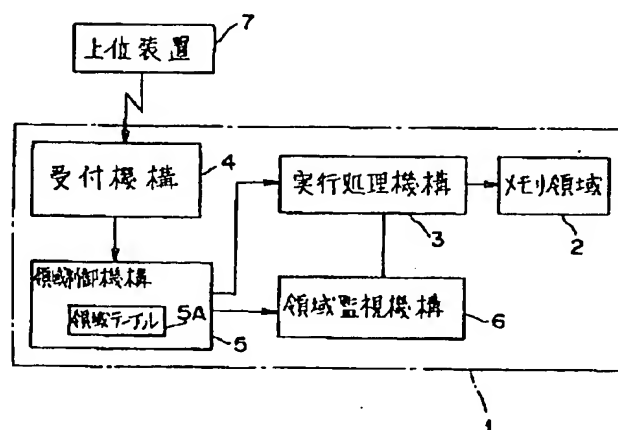 7
上位装置
受付機構
4
実行処理機構
3
メモリ領域
2
領域制御機構
領域テーブル
5A
5
領域監視機構
6
1